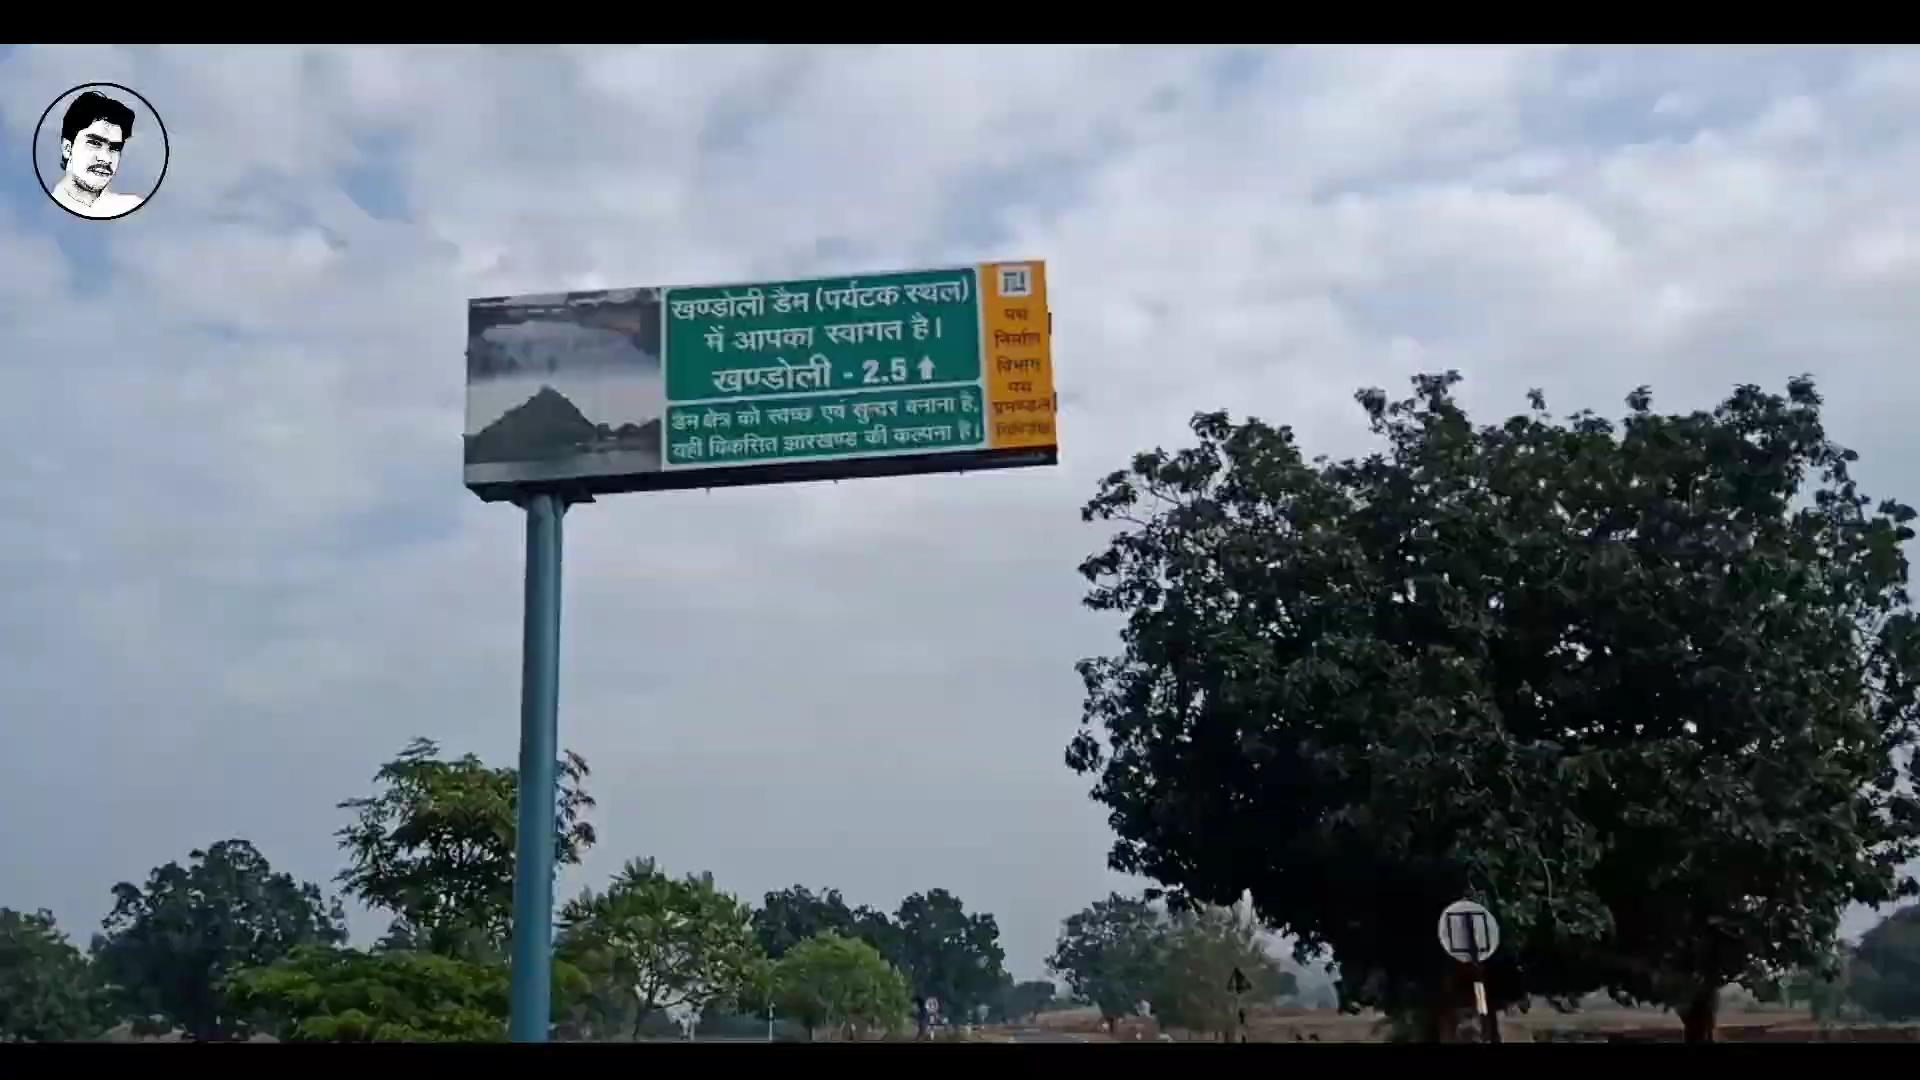 खण्डोली डैम (पर्यटक स्थल)
में आपका स्वागत है।
खण्डोली - 2.5
डैम क्षेत्र को स्वच्छ एवं सुन्दर बनाना है,
यही विकसित झारखण्ड की कल्पना है।
पथ
निर्माण
विभाग
पथ
प्रमण्डल